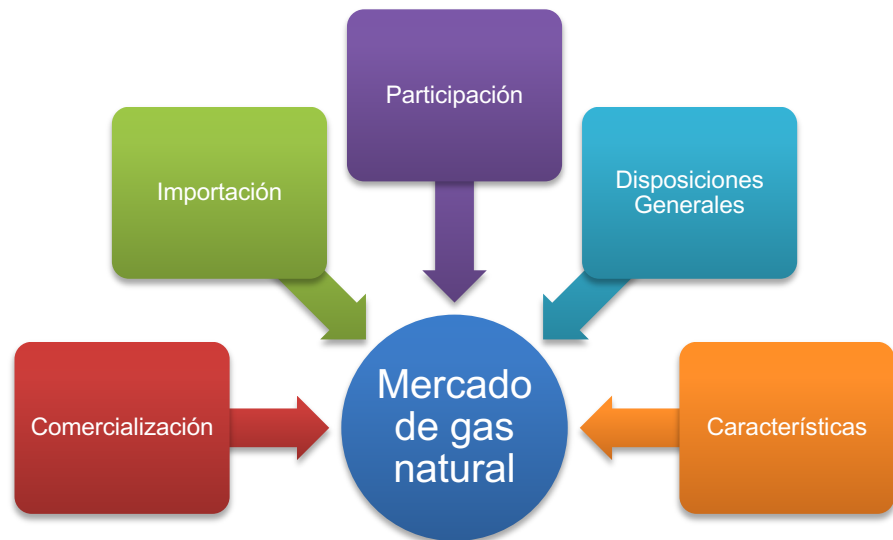 Participación
Importación
Disposiciones
Generales
Comercialización
Mercado
de gas
natural
Características